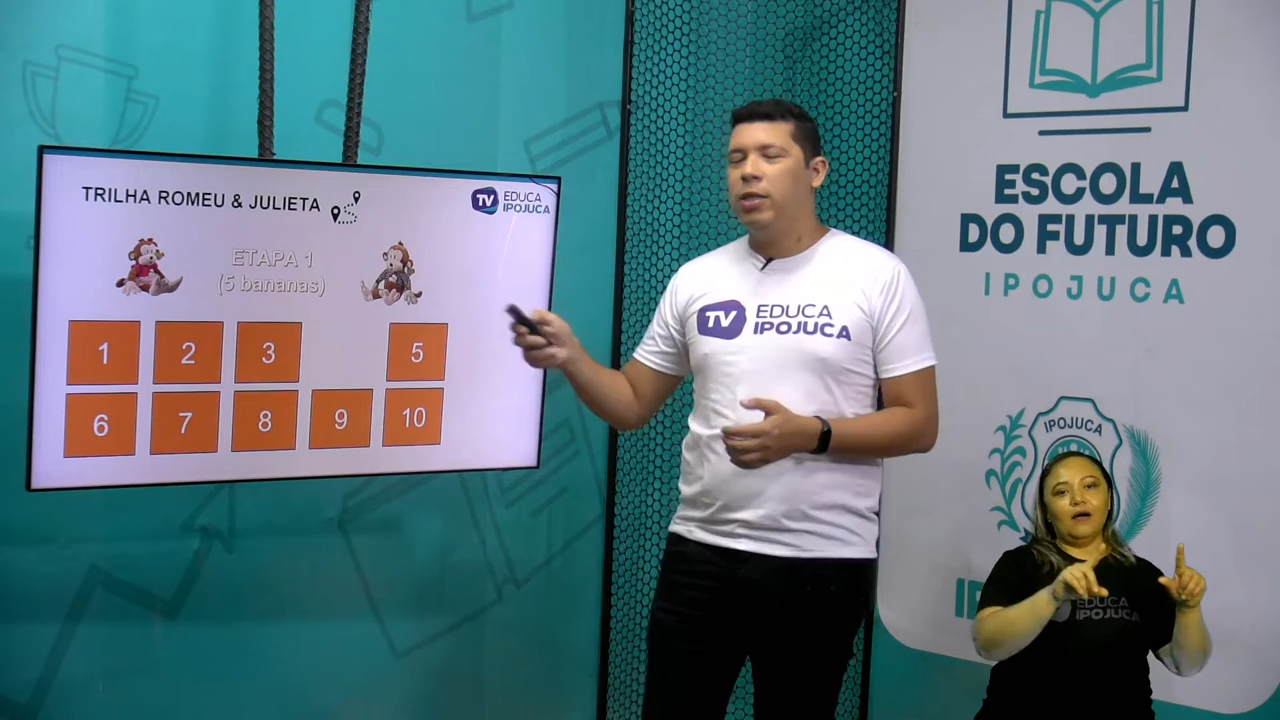 TRILHA ROMEU & JULIETA
TV EDUCA
IPOJUCA
ETAPA 1
(5 bananas)
1 2 3 5
6 7 8 9 10
TV EDUCA
IPOJUCA
ESCOLA
DO FUTURO
IPOJUCA
IPOJUCA
EDUCA
IPOJUCA